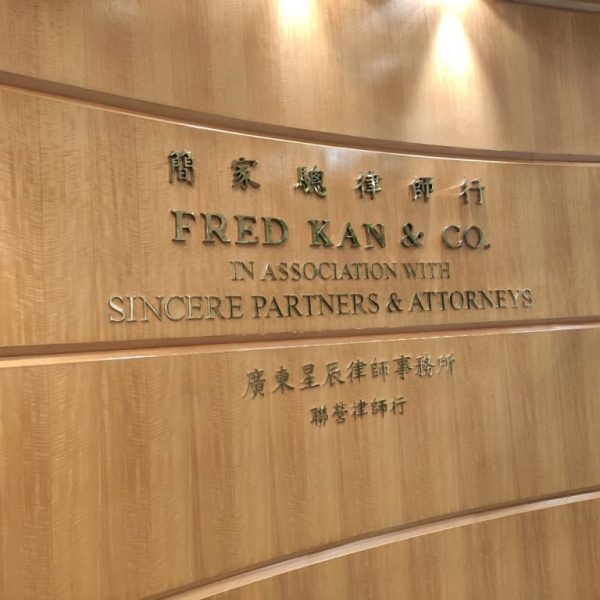 簡家驄律師行
FRED KAN & CO.
IN ASSOCIATION WITH
SINCERE PARTNERS & ATTORNEYS
廣東星辰律師事務所
聯營律師行